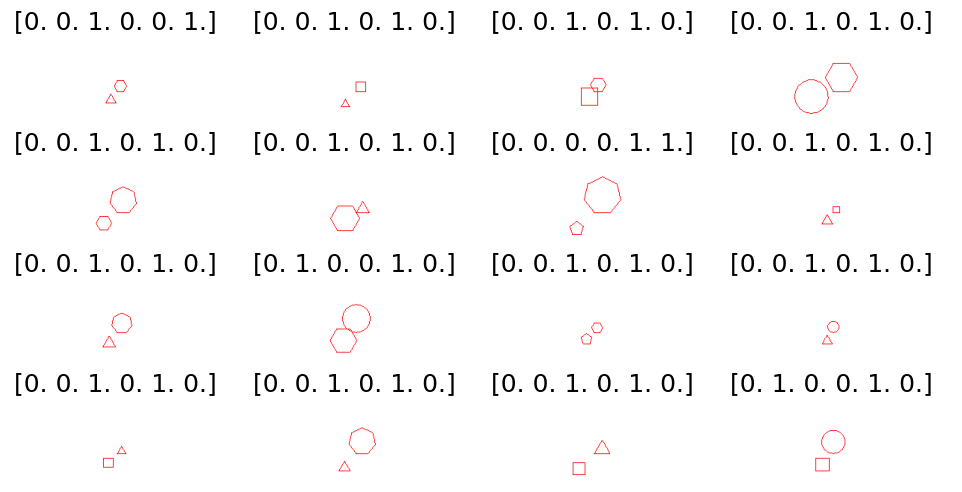 [0. 0. 1. 0. 0. 1.] [0. 0. 1. 0. 1. 0.] [0. 0. 1. 0. 1. 0.] [0. 0. 1. 0. 1. 0.]
[0. 0. 1. 0. 1. 0.] [0. 0. 1. 0. 1. 0.] [0. 0. 0. 0. 1. 1.] [0. 0. 1. 0. 1. 0.]
[0. 0. 1. 0. 1. 0.] [0. 1. 0. 0. 1. 0.] [0. 0. 1. 0. 1. 0.] [0. 0. 1. 0. 1. 0.]
[0. 0. 1. 0. 1. 0.] [0. 0. 1. 0. 1. 0.] [0. 0. 1. 0. 1. 0.] [0. 1. 0. 0. 1. 0.]